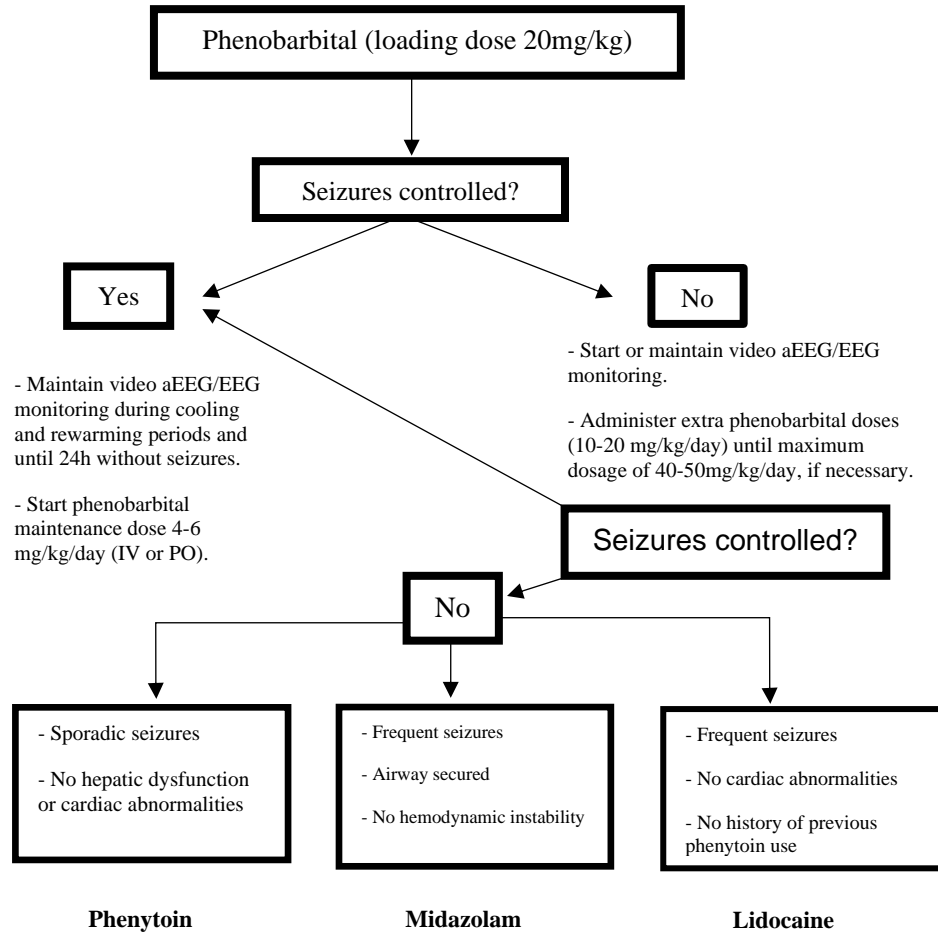 Phenobarbital (loading dose 20mg/kg)
Seizures controlled?
Yes
No
- Maintain video aEEG/EEG
monitoring during cooling
and rewarming periods and
until 24h without seizures.
- Start phenobarbital
maintenance dose 4-6
mg/kg/day (IV or PO).
- Start or maintain video aEEG/EEG
monitoring.
- Administer extra phenobarbital doses
(10-20 mg/kg/day) until maximum
dosage of 40-50mg/kg/day, if necessary.
Seizures controlled?
No
- Sporadic seizures
- No hepatic dysfunction
or cardiac abnormalities
- Frequent seizures
- Airway secured
- No hemodynamic instability
- Frequent seizures
- No cardiac abnormalities
- No history of previous
phenytoin use
Phenytoin
Midazolam
Lidocaine